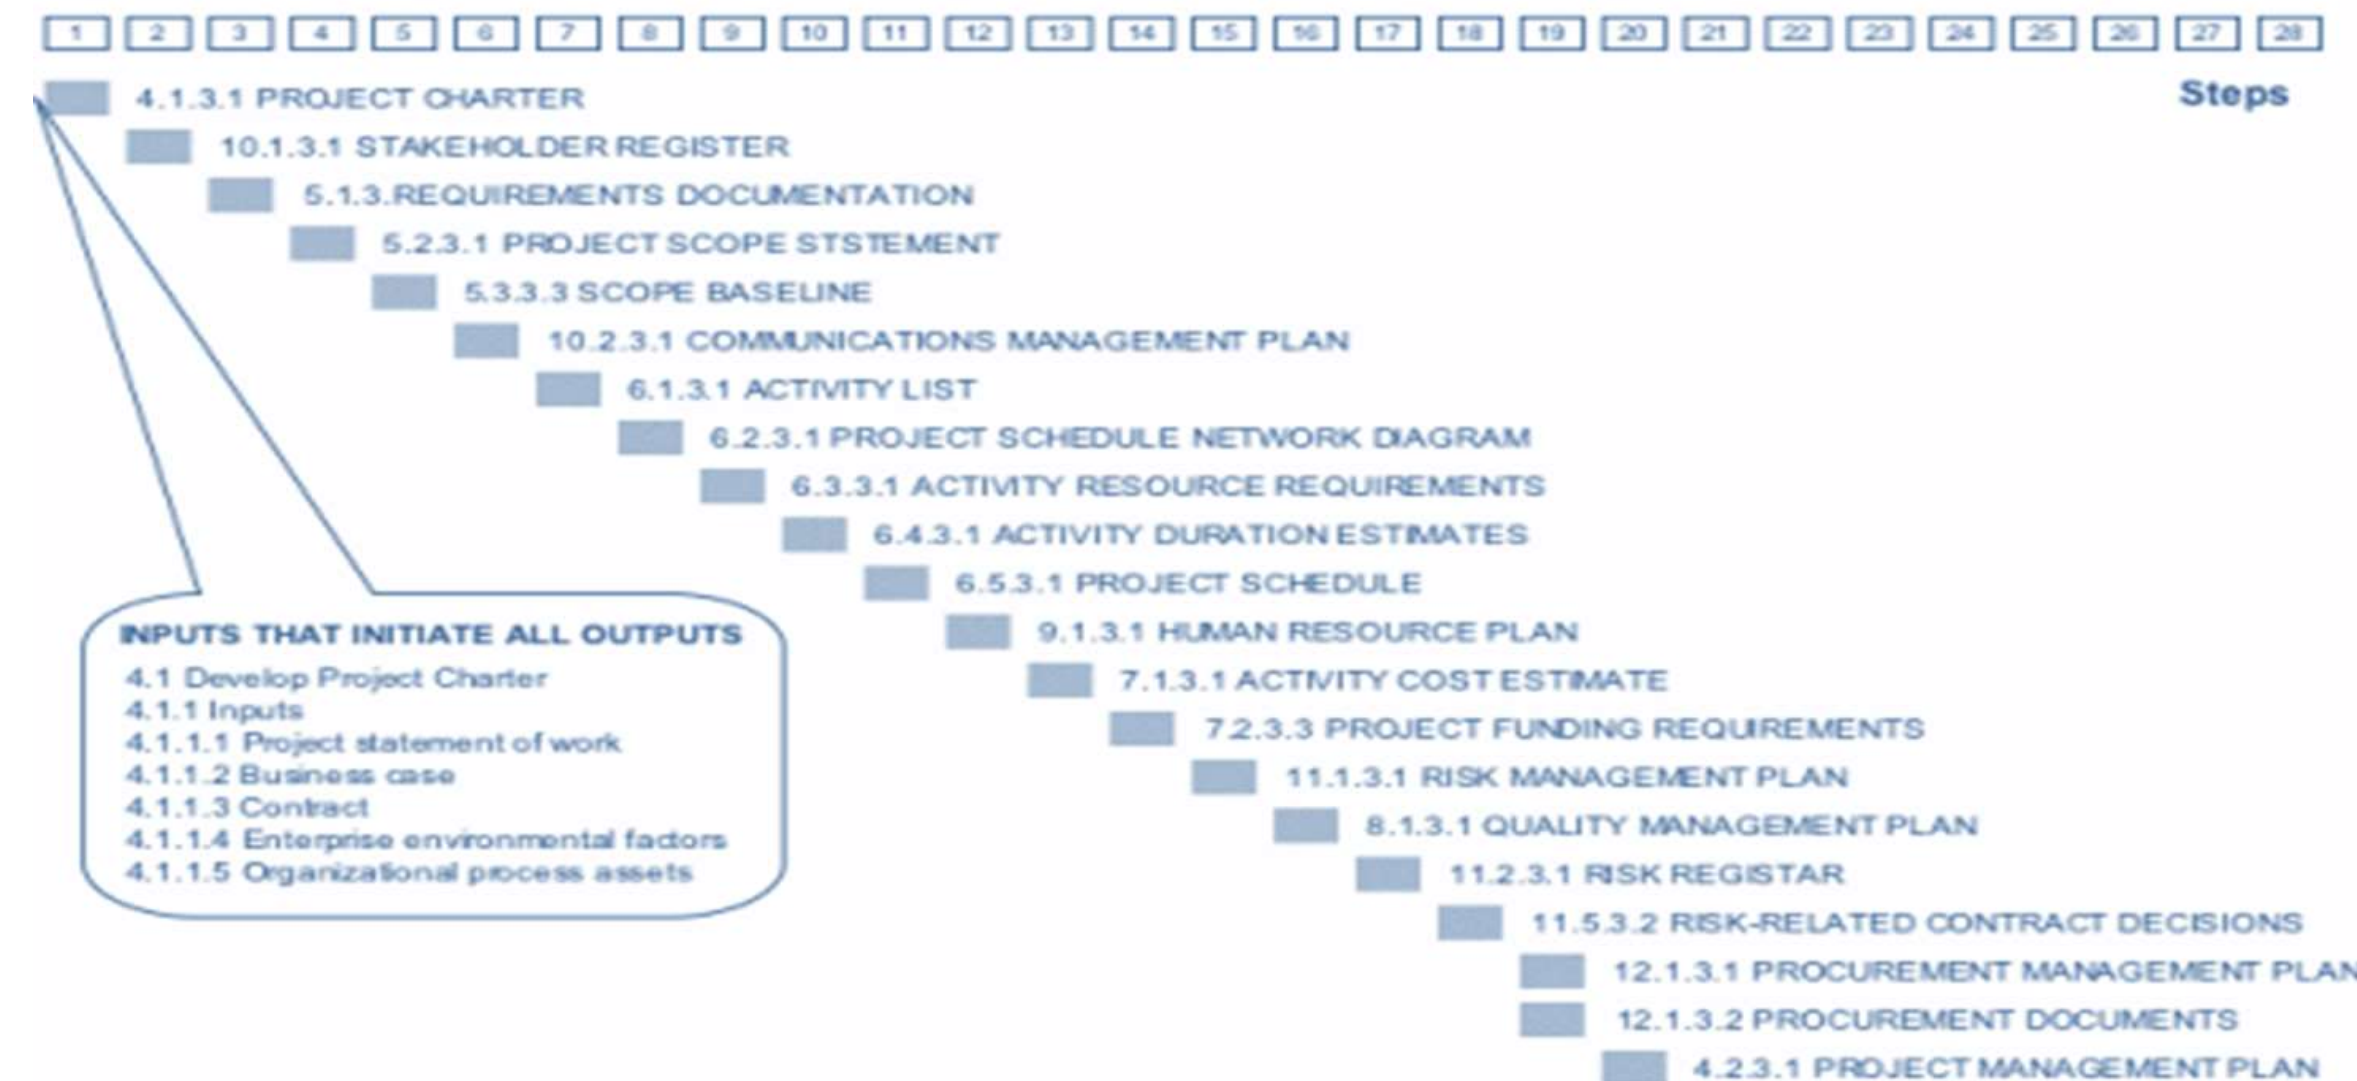 1 2 3 4 5 6 7 8 9 10 11 12 13 14 15 16 17 18 19 20 21 22 23 24 25 26 27 28
4.1.3.1 PROJECT CHARTER
Steps
10.1.3.1 STAKEHOLDER REGISTER
5.1.3.REQUIREMENTS DOCUMENTATION
5.2.3.1 PROJECT SCOPE STSTEMENT
5.3.3.3 SCOPE BASELINE
10.2.3.1 COMMUNICATIONS MANAGEMENT PLAN
6.1.3.1 ACTIVITY LIST
6.2.3.1 PROJECT SCHEDULE NETWORK DIAGRAM
6.3.3.1 ACTIVITY RESOURCE REQUIREMENTS
6.4.3.1 ACTIVITY DURATION ESTIMATES
6.5.3.1 PROJECT SCHEDULE
9.1.3.1 HUMAN RESOURCE PLAN
7.1.3.1 ACTIVITY COST ESTIMATE
7.2.3.3 PROJECT FUNDING REQUIREMENTS
11.1.3.1 RISK MANAGEMENT PLAN
8.1.3.1 QUALITY MANAGEMENT PLAN
11.2.3.1 RISK REGISTAR
11.5.3.2 RISK-RELATED CONTRACT DECISIONS
12.1.3.1 PROCUREMENT MANAGEMENT PLAN
12.1.3.2 PROCUREMENT DOCUMENTS
4.2.3.1 PROJECT MANAGEMENT PLAN
INPUTS THAT INITIATE ALL OUTPUTS
4.1 Develop Project Charter
4.1.1 Inputs
4.1.1.1 Project statement of work
4.1.1.2 Business case
4.1.1.3 Contract
4.1.1.4 Enterprise environmental factors
4.1.1.5 Organizational process assets